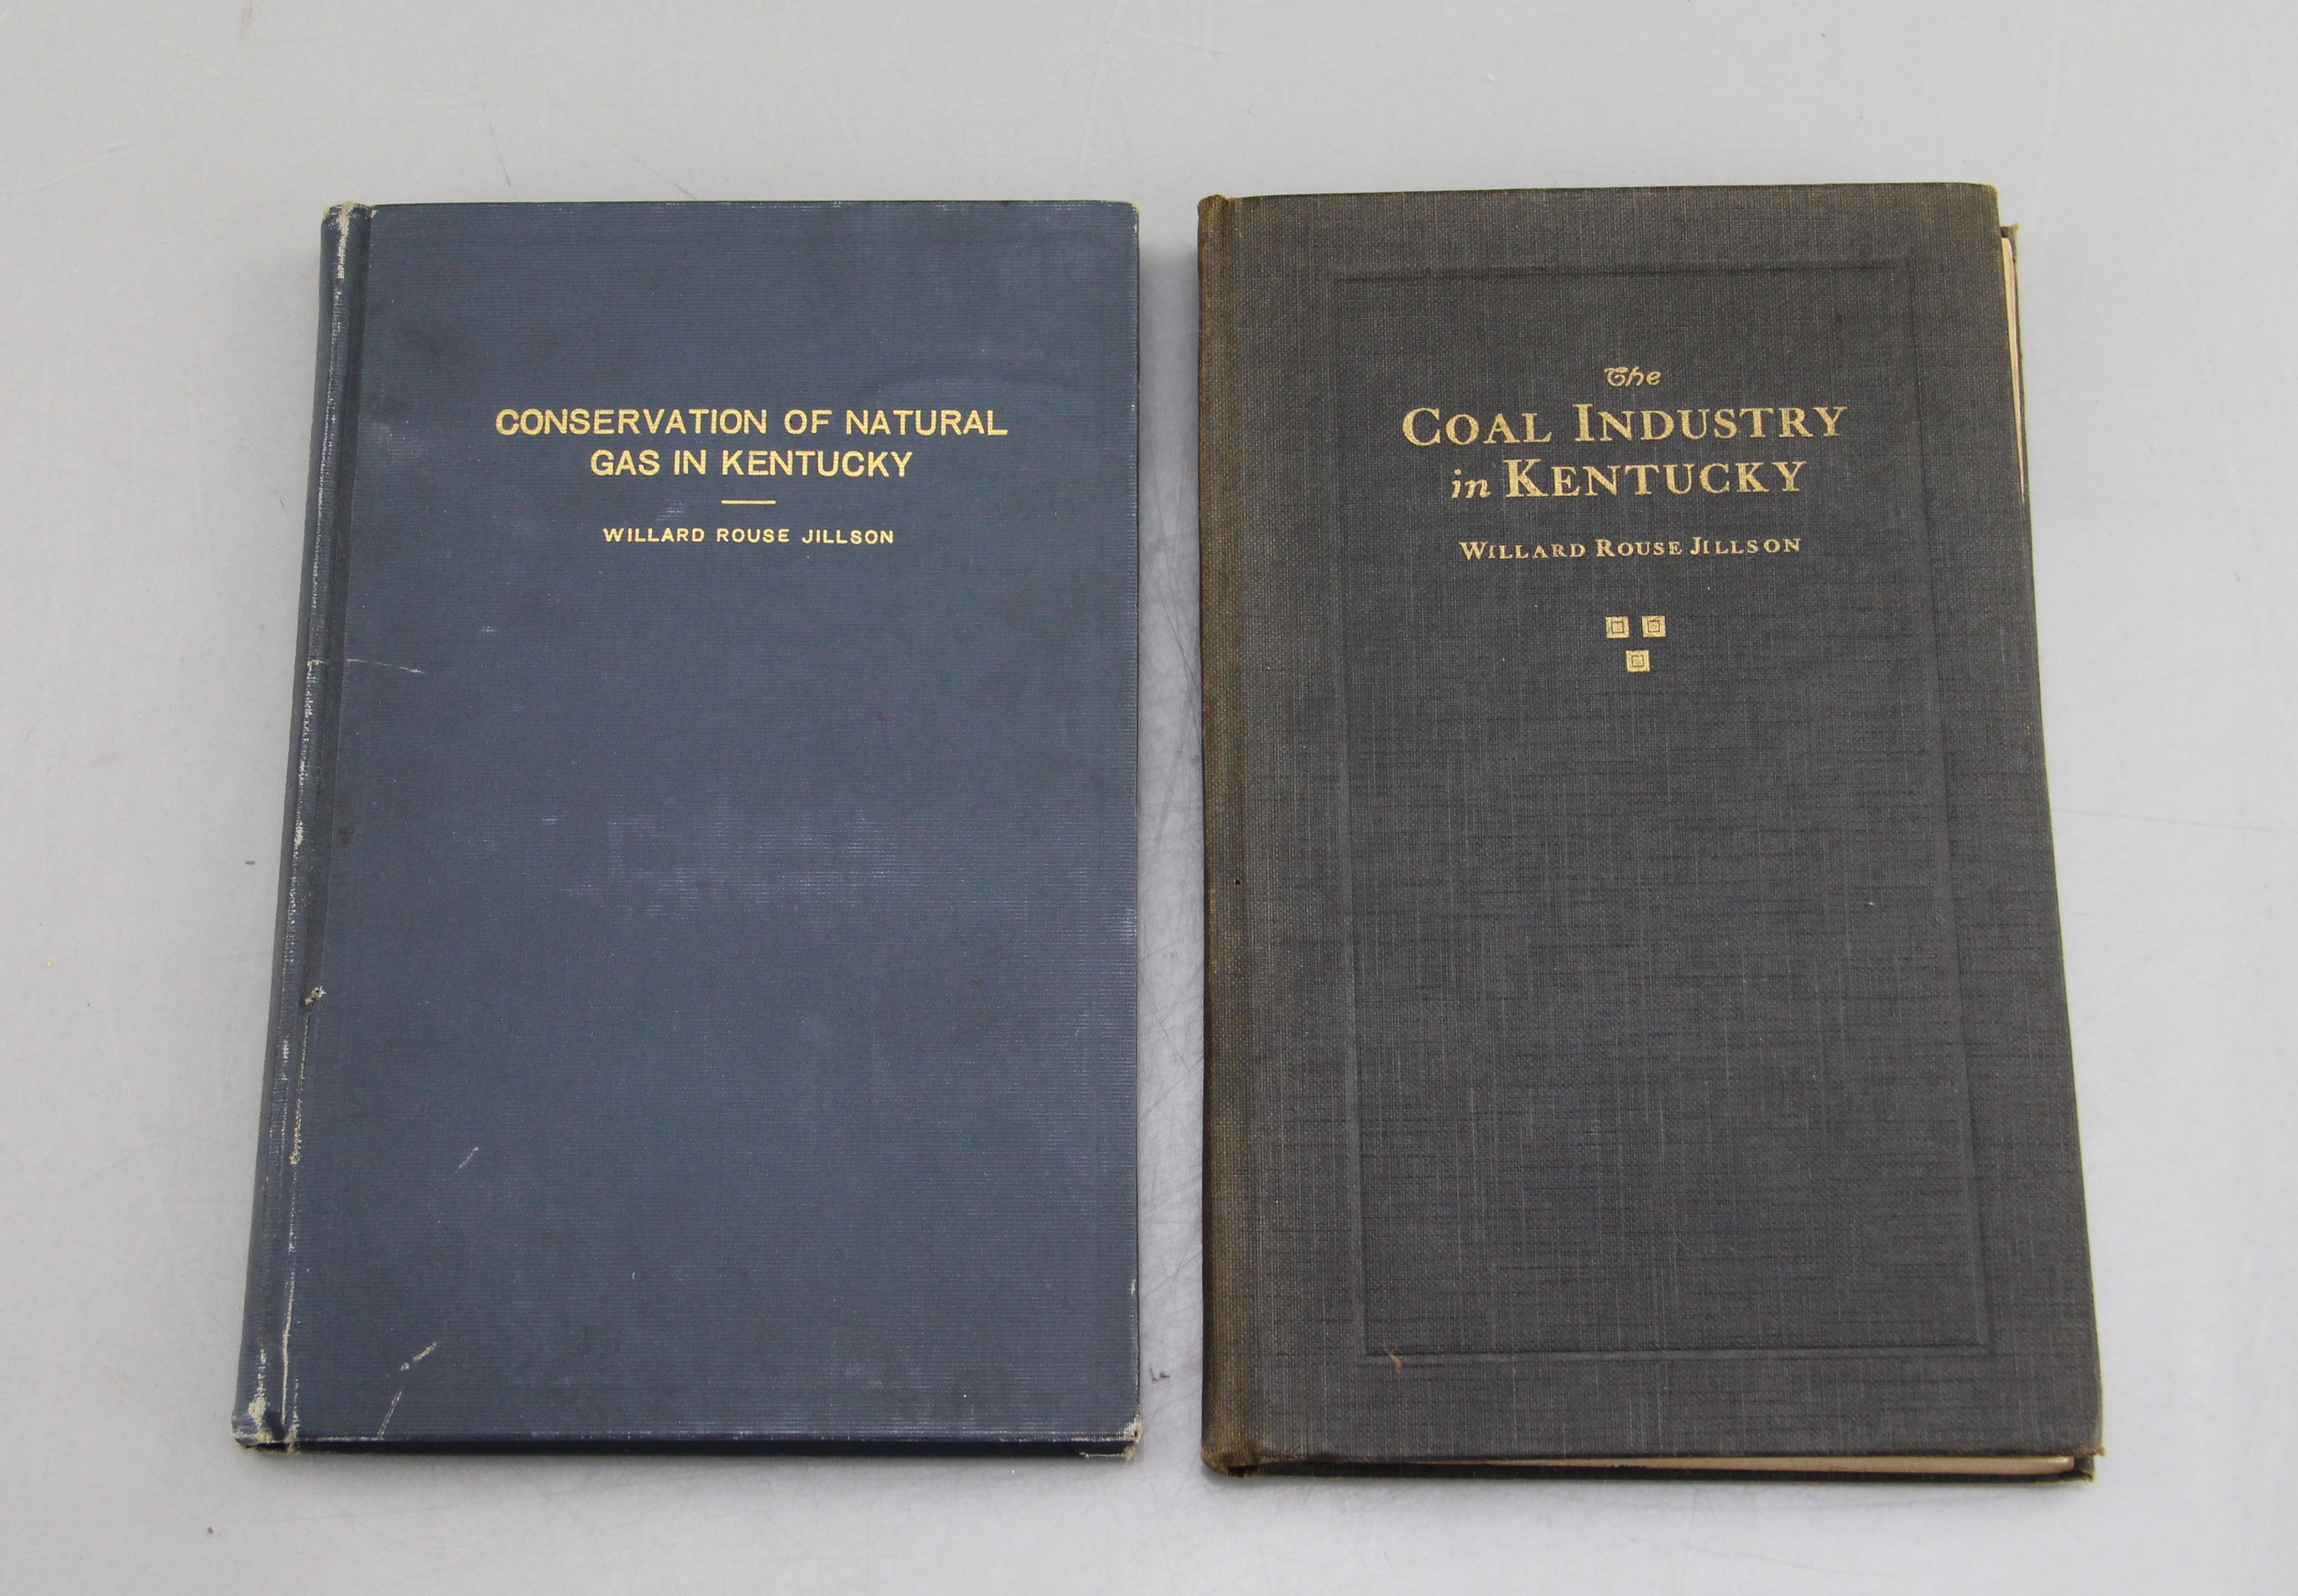 CONSERVATION OF NATURAL
GAS IN KENTUCKY
WILLARD ROUSE JILLSON
The
COAL INDUSTRY
in KENTUCKY
WILLARD ROUSE JILLSON